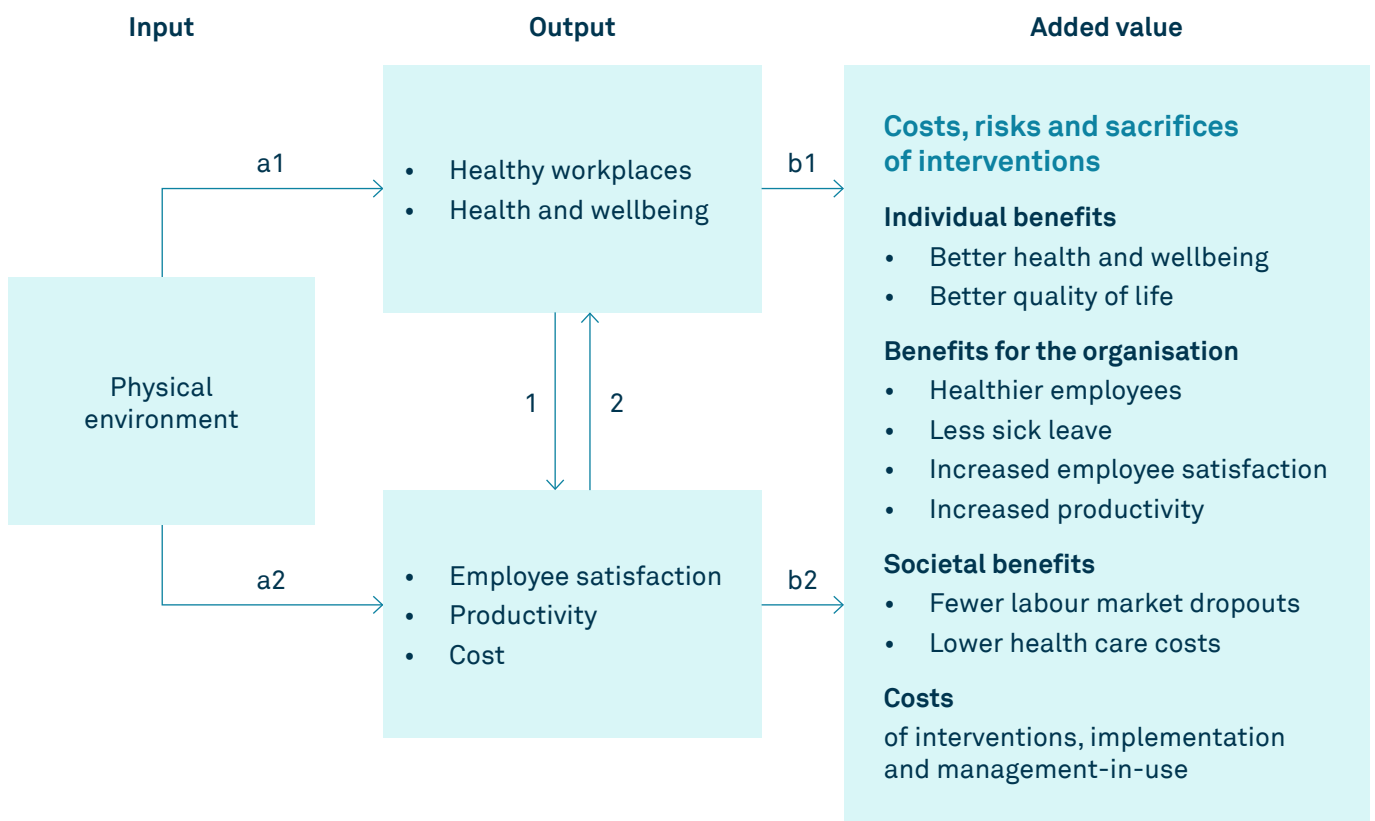 Input
Output
Added value
a1
• Healthy workplaces
• Health and wellbeing
b1
Physical
environment
1
2
a2
• Employee satisfaction
• Productivity
• Cost
b2
Costs, risks and sacrifices
of interventions
Individual benefits
• Better health and wellbeing
• Better quality of life
Benefits for the organisation
• Healthier employees
• Less sick leave
• Increased employee satisfaction
• Increased productivity
Societal benefits
• Fewer labour market dropouts
• Lower health care costs
Costs
of interventions, implementation
and management-in-use